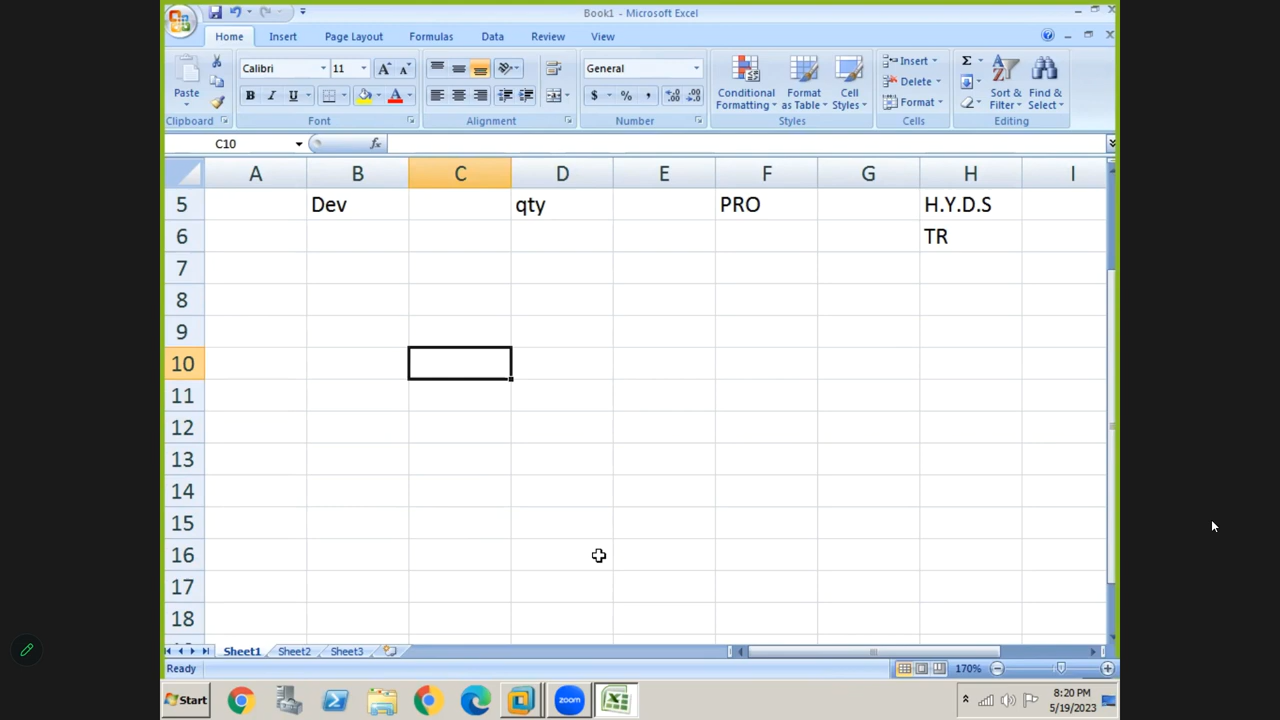 Book1 - Microsoft Excel
Home Insert Page Layout Formulas Data Review View
Calibri 11 General Insert
Paste B I U $ % , Conditional Formatting Format as Table Cell Styles Delete Format Sort & Filter Find & Select
Clipboard Font Alignment Number Styles Cells Editing
C10 fx
A B C D E F G H I
5 Dev qty PRO H.Y.D.S
6 TR
7
8
9
10
11
12
13
14
15
16
17
18
Sheet1 Sheet2 Sheet3
Ready 170%
Start zoom 8:20 PM
5/19/2023